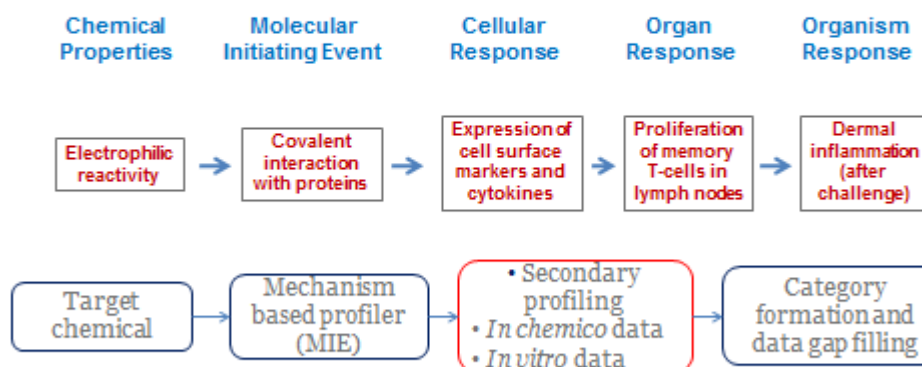 Chemical
Properties
Molecular
Initiating Event
Cellular
Response
Organ
Response
Organism
Response
Electrophilic
reactivity
Covalent
interaction
with proteins
Expression of
cell surface
markers and
cytokines
Proliferation
of memory
T-cells in
lymph nodes
Dermal
inflammation
(after
challenge)
Target
chemical
Mechanism
based profiler
(MIE)
• Secondary
profiling
• In chemico data
• In vitro data
Category
formation and
data gap filling